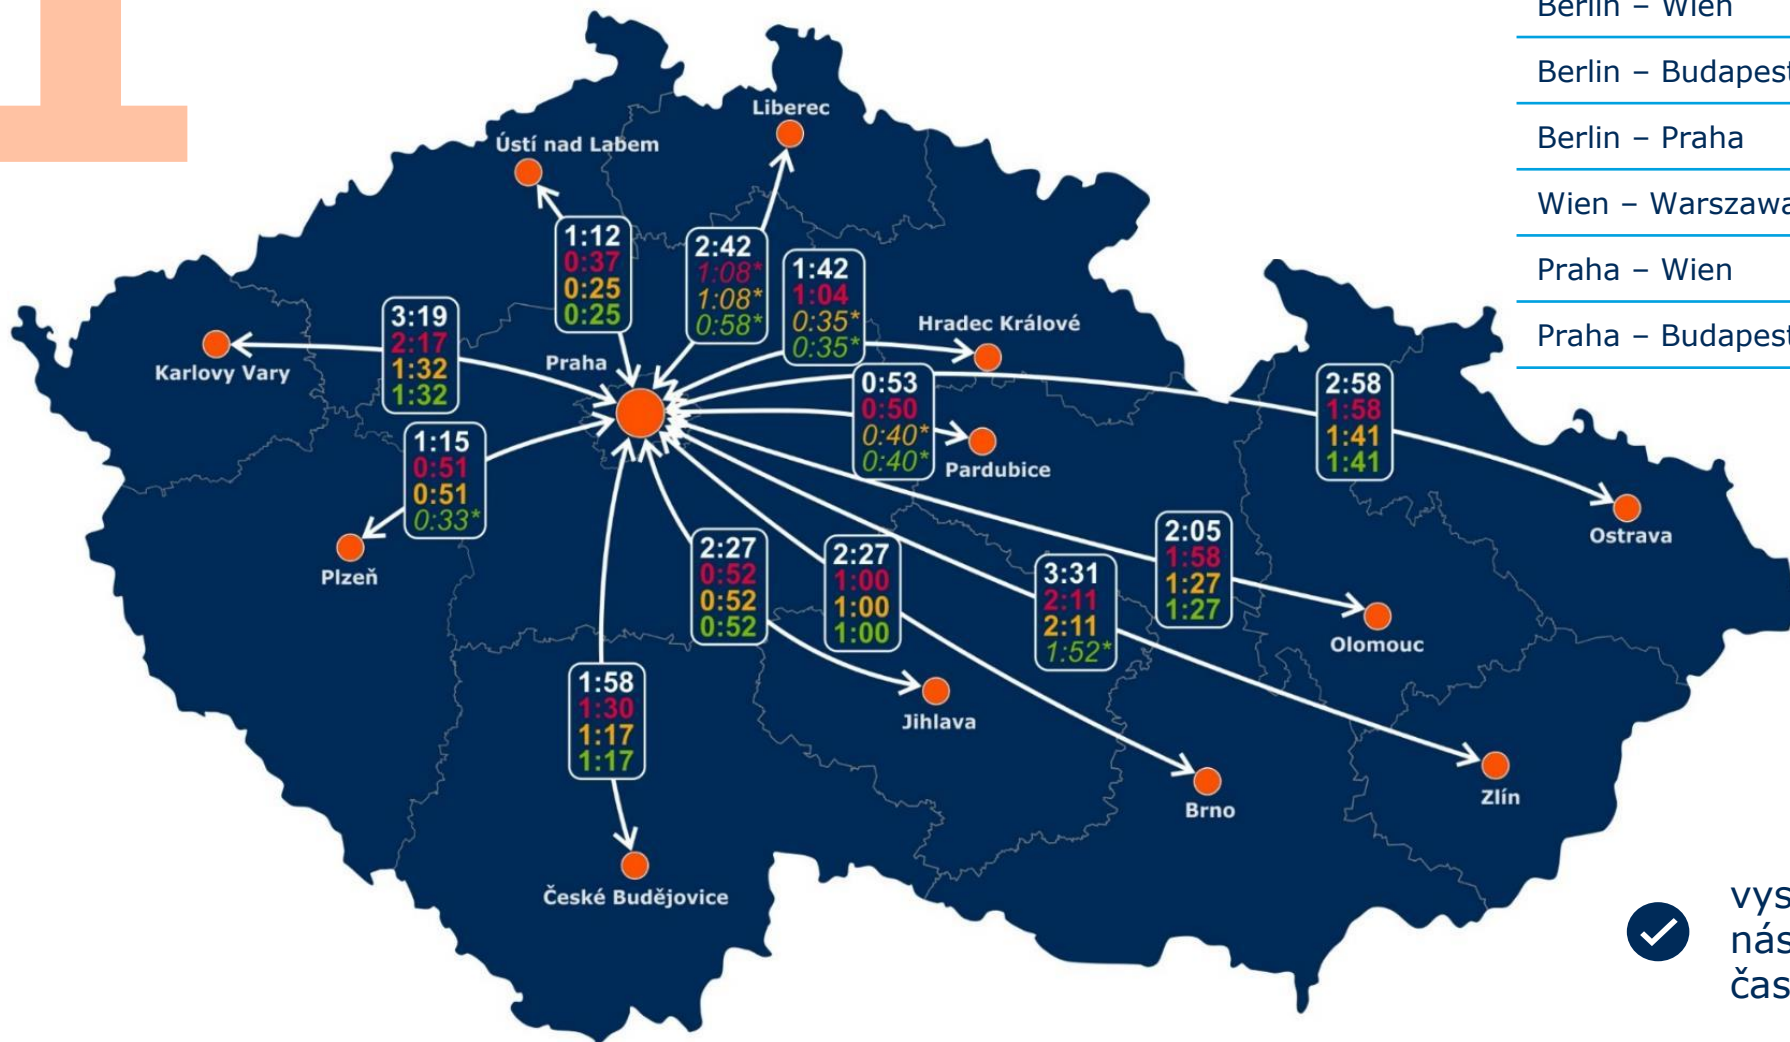 Berlin – Wien
Berlin – Budapest
Berlin – Praha
Wien – Warszawa
Praha – Wien
Praha – Budapest
Liberec
Ústí nad Labem
1:12
0:37
0:25
0:25
2:42
1:08*
1:08*
0:58*
1:42
1:04
0:35*
0:35*
Hradec Králové
3:19
2:17
1:32
1:32
Karlovy Vary
Praha
0:53
0:50
0:40*
0:40*
Pardubice
2:58
1:58
1:41
1:41
Ostrava
1:15
0:51
0:51
0:33*
Plzeň
2:27
0:52
0:52
0:52
Jihlava
2:27
1:00
1:00
1:00
Brno
3:31
2:11
2:11
1:52*
Zlín
2:05
1:58
1:27
1:27
Olomouc
1:58
1:30
1:17
1:17
České Budějovice
vys
nás
čas